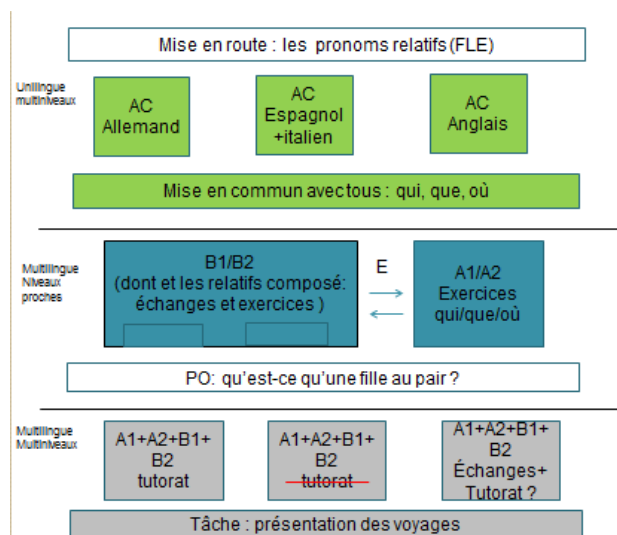 Mise en route : les pronoms relatifs (FLE)
Unilingue
multiniveaux
AC
Allemand
AC
Espagnol
+italien
AC
Anglais
Mise en commun avec tous : qui, que, où
Multilingue
Niveaux
proches
B1/B2
(dont et les relatifs composé:
échanges et exercices )
E
A1/A2
Exercices
qui/que/où
PO: qu'est-ce qu'une fille au pair ?
Multilingue
Multiniveaux
A1+A2+B1+
B2
tutorat
A1+A2+B1+
B2
tutorat
A1+A2+B1+
B2
Échanges+
Tutorat ?
Tâche : présentation des voyages